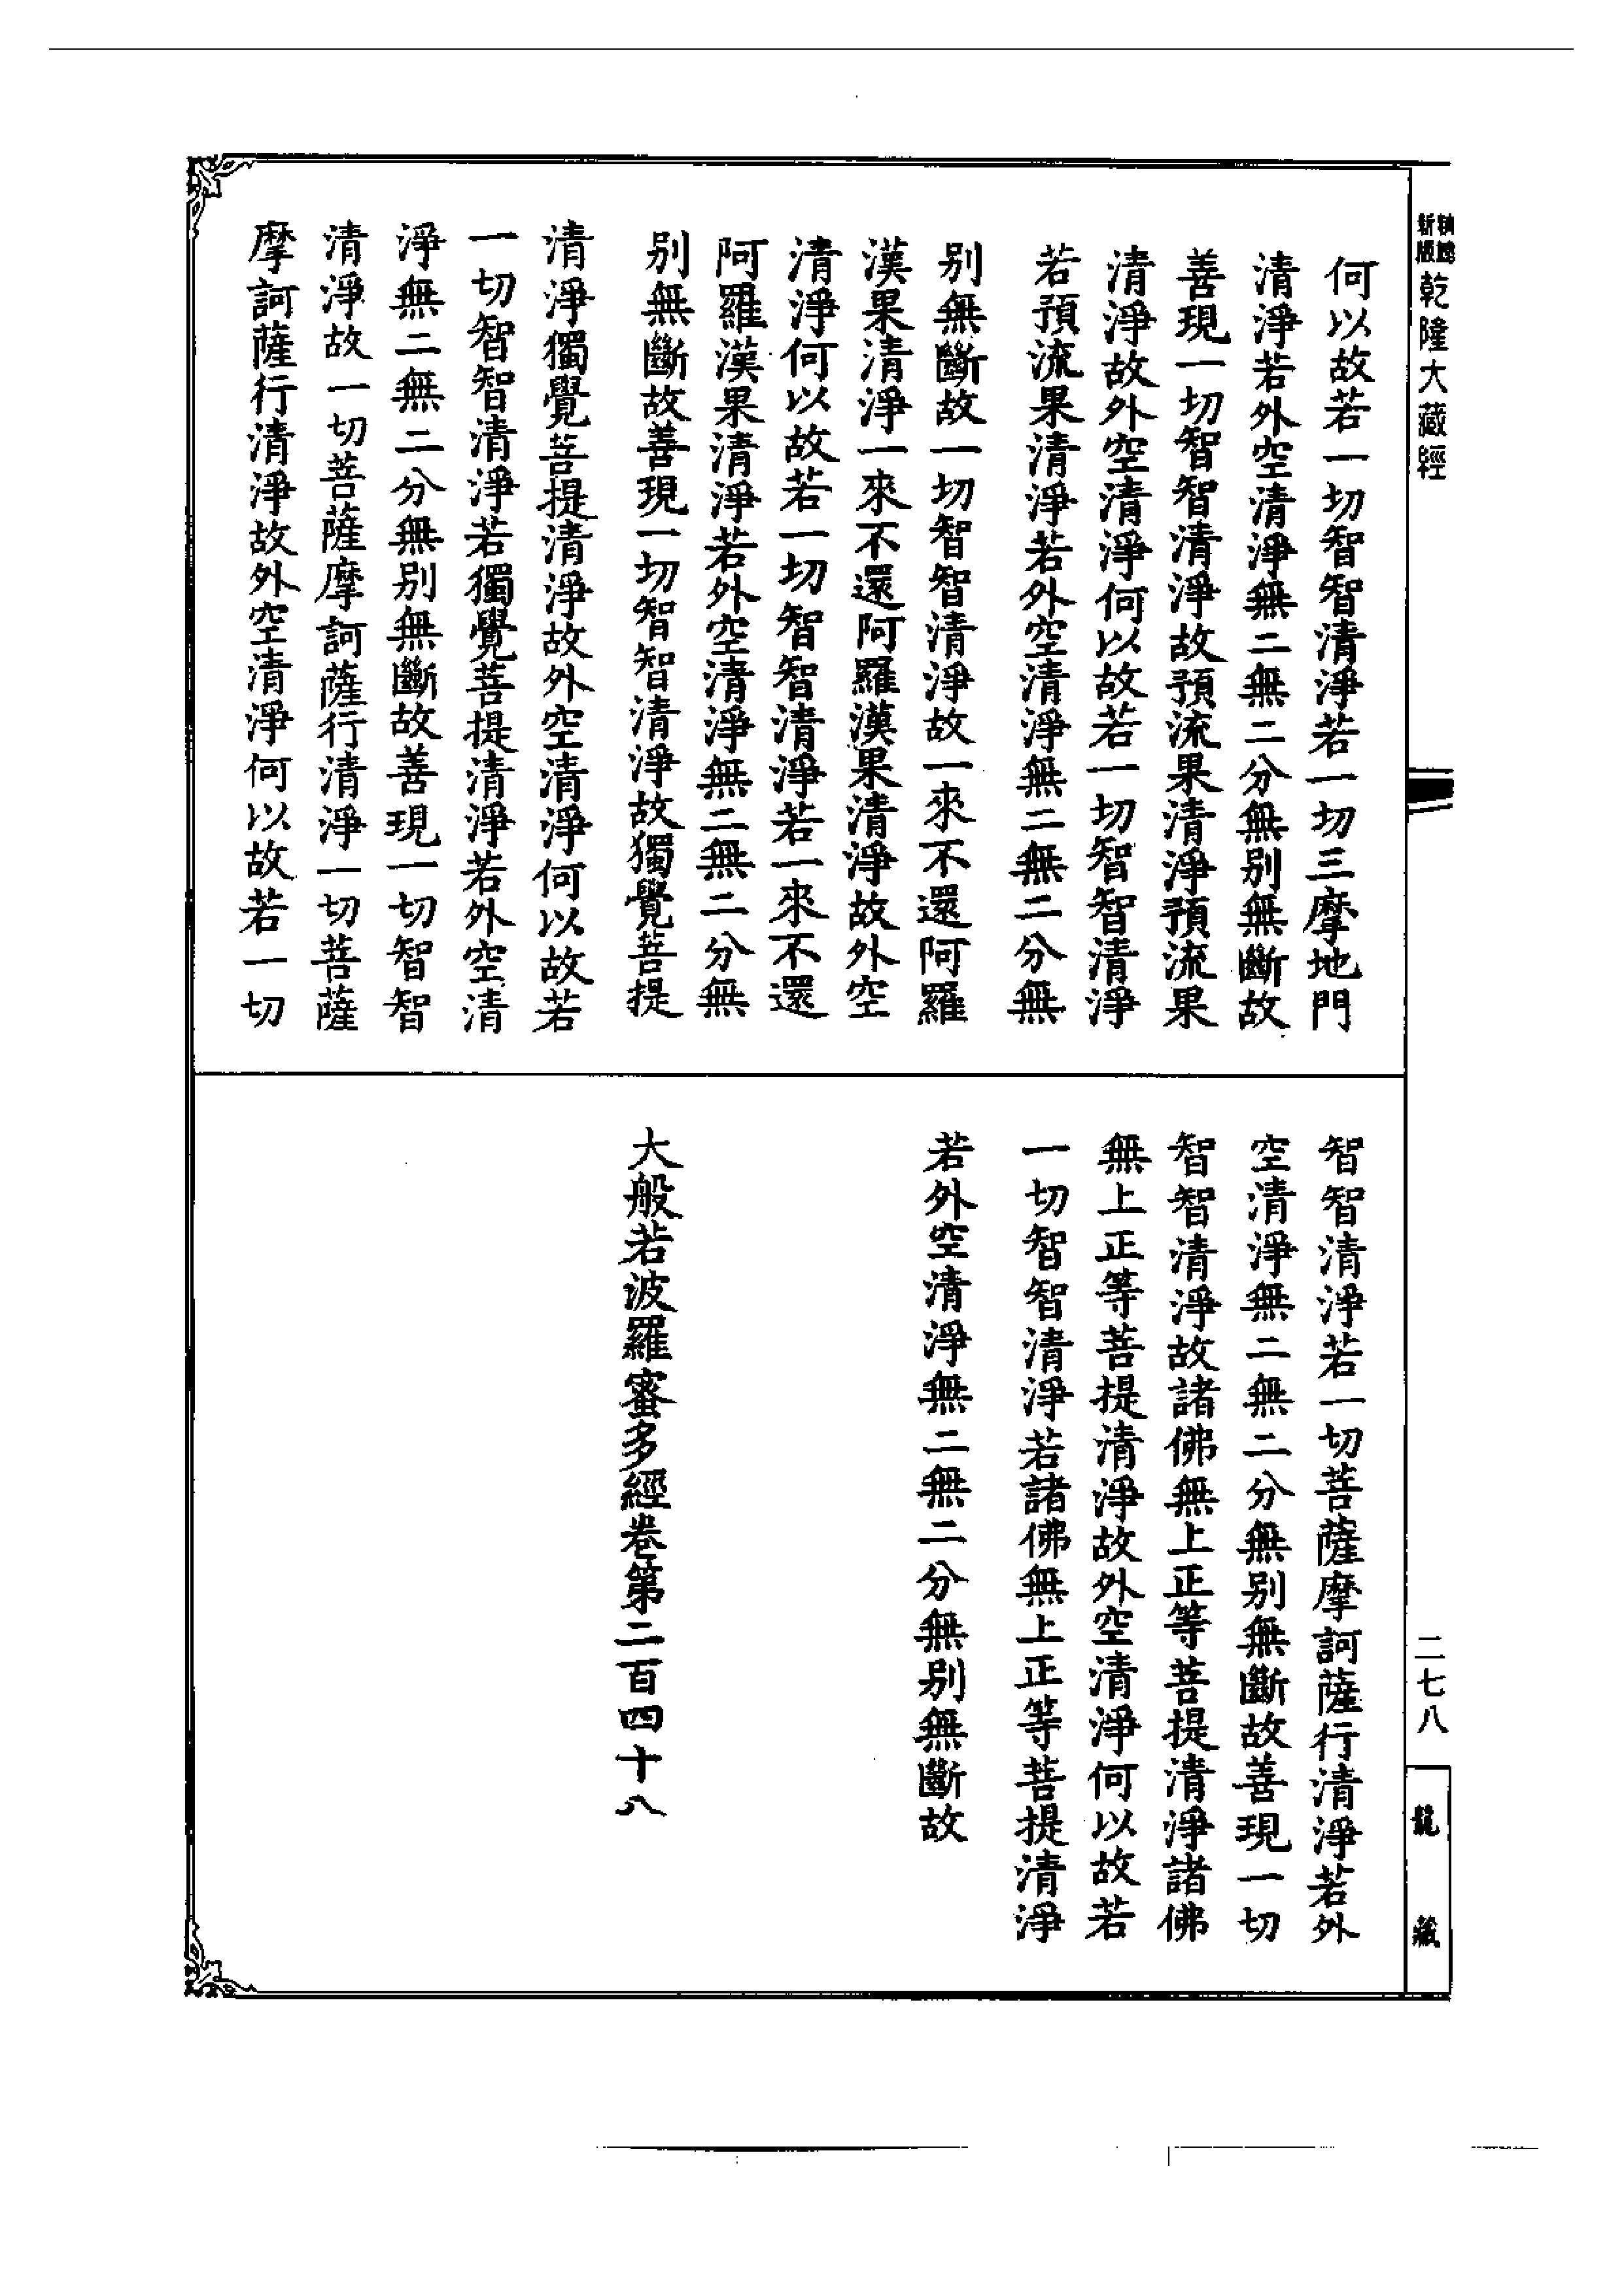 新版
乾隆大藏經
何以故若一切智智清淨若一切三摩地門
清淨若外空清淨無二無二分無别無斷故
善現一切智智清淨故預流果清淨預流果
清淨故外空清淨何以故若一切智智清淨
若預流果清淨若外空清淨無二無二分無
别無斷故一切智智清淨故一來不還阿羅
漢果清淨一來不還阿羅漢果清淨故外空
清淨何以故若一切智智清淨若一來不還
阿羅漢果清淨若外空清淨無二無二分無
别無斷故善現一切智智清淨故獨覺菩提
清淨獨覺菩提清淨故外空清淨何以故若
一切智智清淨若獨覺菩提清淨若外空清
淨無二無二分無别無斷故善現一切智智
清淨故一切菩薩摩訶薩行清淨一切菩薩
摩訶薩行清淨故外空清淨何以故若一切
智智清淨若一切菩薩摩訶薩行清淨若外
空清淨無二無二分無别無斷故善現一切
智智清淨故諸佛無上正等菩提清淨諸佛
無上正等菩提清淨故外空清淨何以故若
一切智智清淨若諸佛無上正等菩提清淨
若外空清淨無二無二分無别無斷故
大般若波羅蜜多經卷第二百四十八
二七八
龍藏